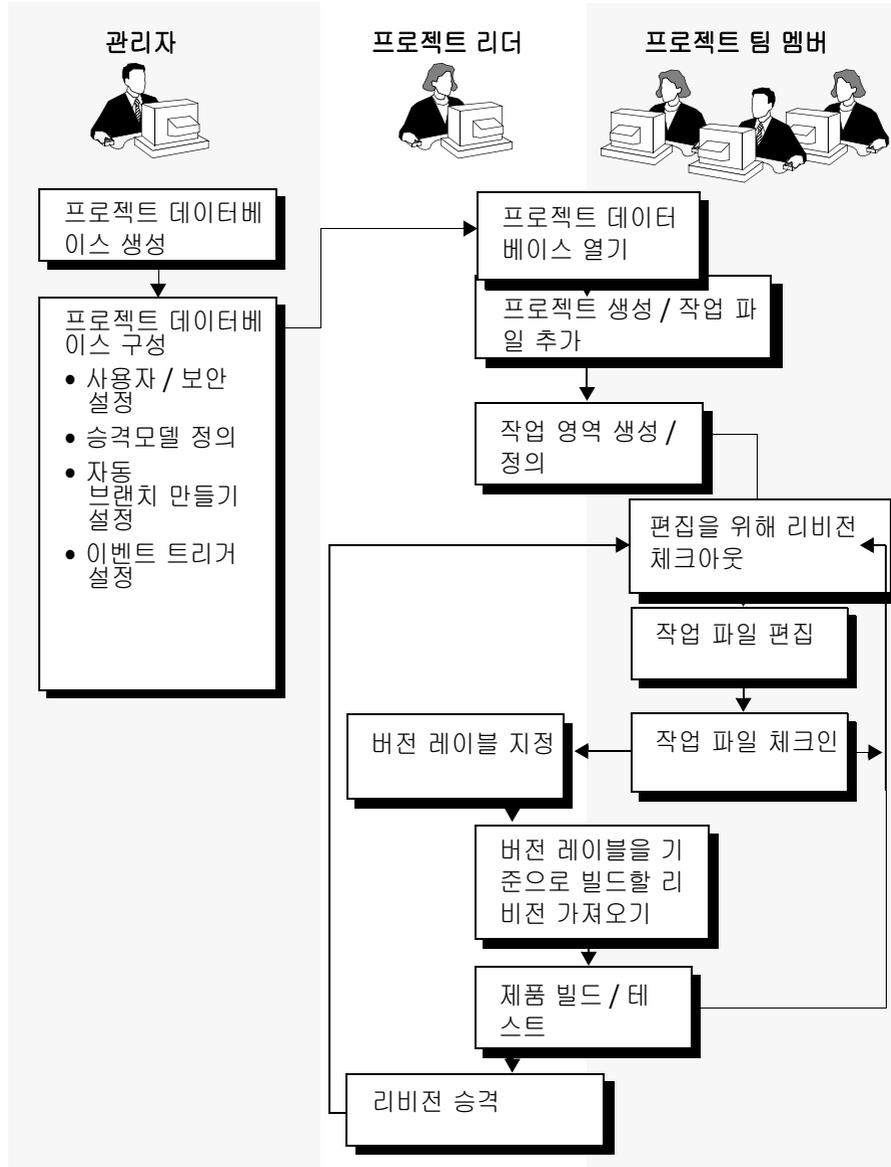 관리자
프로젝트 리더
프로젝트 팀 멤버
프로젝트 데이터베
이스 생성
프로젝트 데이터베
이스 구성
• 사용자 / 보안
설정
• 승격모델 정의
• 자동
브랜치 만들기
설정
• 이벤트 트리거
설정
프로젝트 데이터
베이스 열기
프로젝트 생성 / 작업 파
일 추가
작업 영역 생성 /
정의
편집을 위해 리비전
체크아웃
작업 파일 편집
작업 파일 체크인
버전 레이블 지정
버전 레이블을 기
준으로 빌드할 리
비전 가져오기
제품 빌드 / 테
스트
리비전 승격